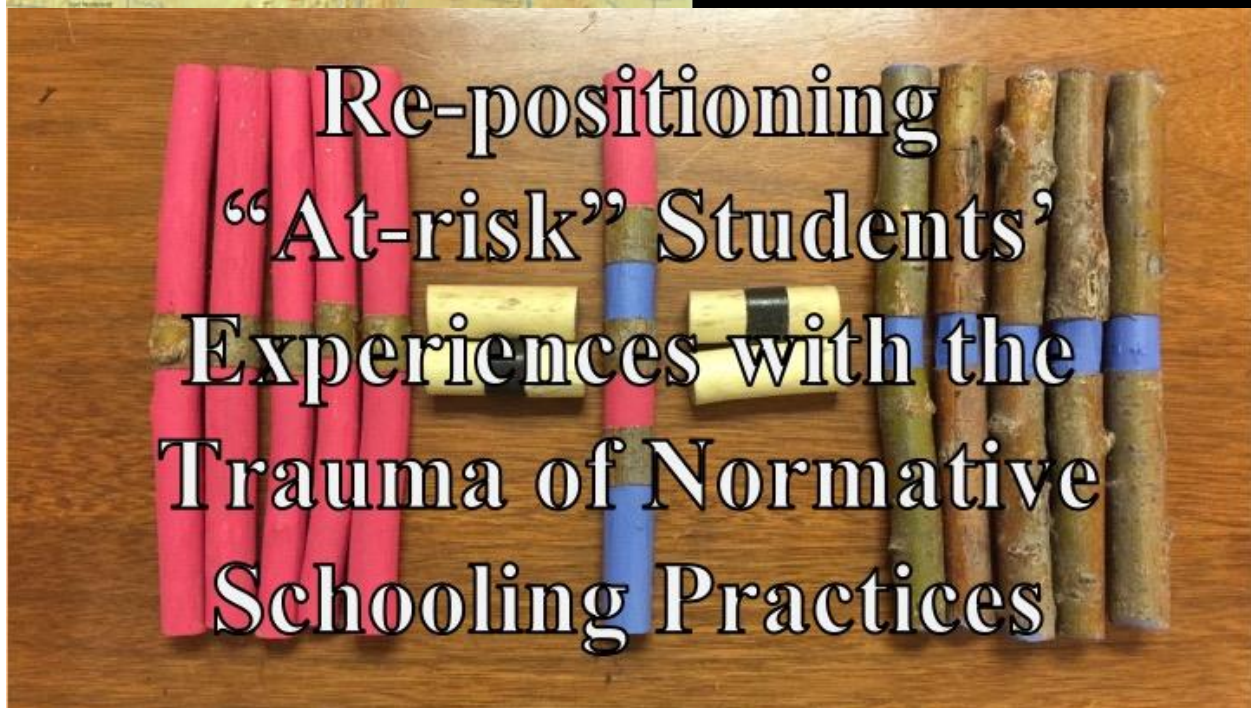 Re-positioning
“At-risk” Students’
Experiences with the
Trauma of Normative
Schooling Practices